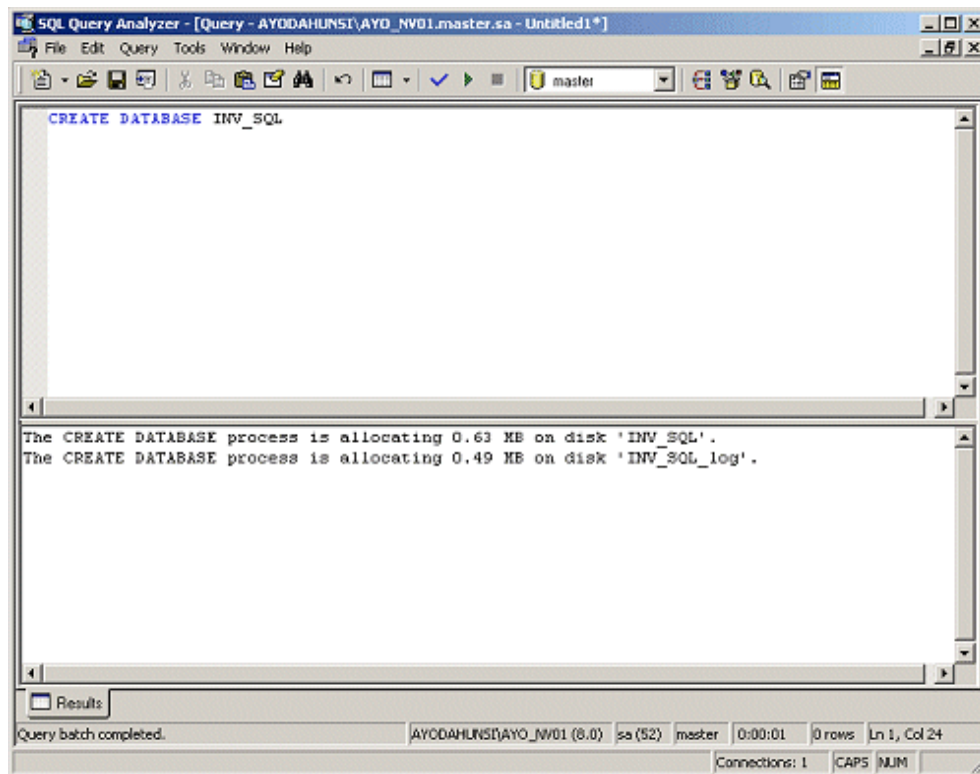 SQL Query Analyzer - [Query - AYODAHUNSI\AYO_NV01.master.sa - Untitled1*]
File Edit Query Tools Window Help
master
CREATE DATABASE INV_SQL
The CREATE DATABASE process is allocating 0.63 MB on disk 'INV_SQL'.
The CREATE DATABASE process is allocating 0.49 MB on disk 'INV_SQL_log'.
Results
Query batch completed. AYODAHUNSI\AYO_NV01 (8.0) sa (52) master 0:00:01 0 rows Ln 1, Col 24
Connections: 1 CAPS NUM